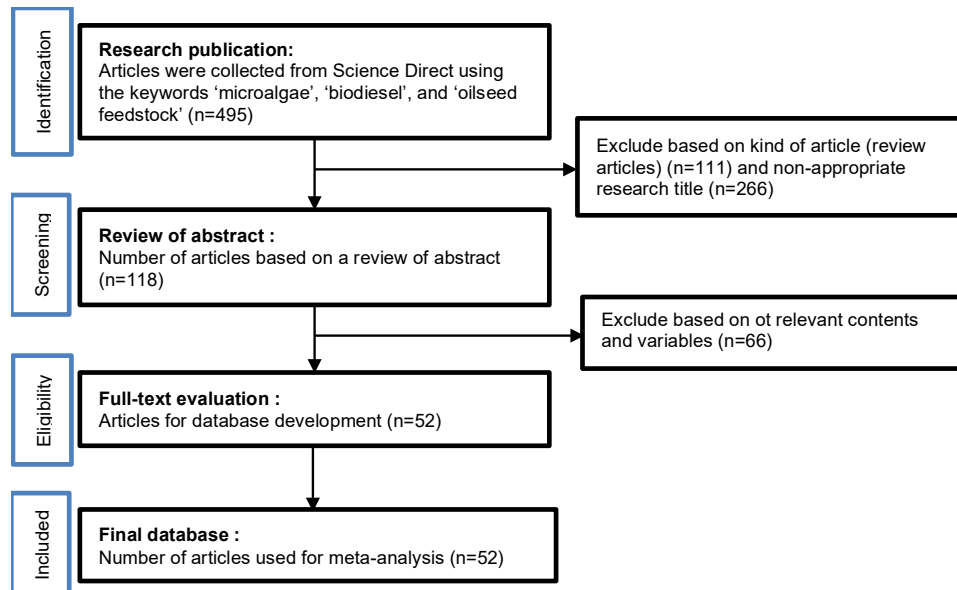 Identification
Research publication:
Articles were collected from Science Direct using
the keywords ‘microalgae’, ‘biodiesel’, and ‘oilseed
feedstock’ (n=495)
Exclude based on kind of article (review
articles) (n=111) and non-appropriate
research title (n=266)
Screening
Review of abstract :
Number of articles based on a review of abstract
(n=118)
Exclude based on ot relevant contents
and variables (n=66)
Eligibility
Full-text evaluation :
Articles for database development (n=52)
Included
Final database :
Number of articles used for meta-analysis (n=52)